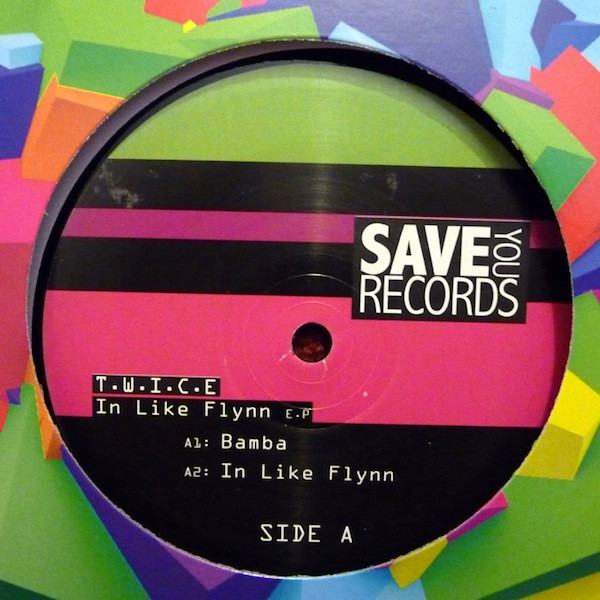 SAVE YOU
RECORDS
T.W.I.C.E
In Like Flynn E.P
A1: Bamba
A2: In Like Flynn
SIDE A